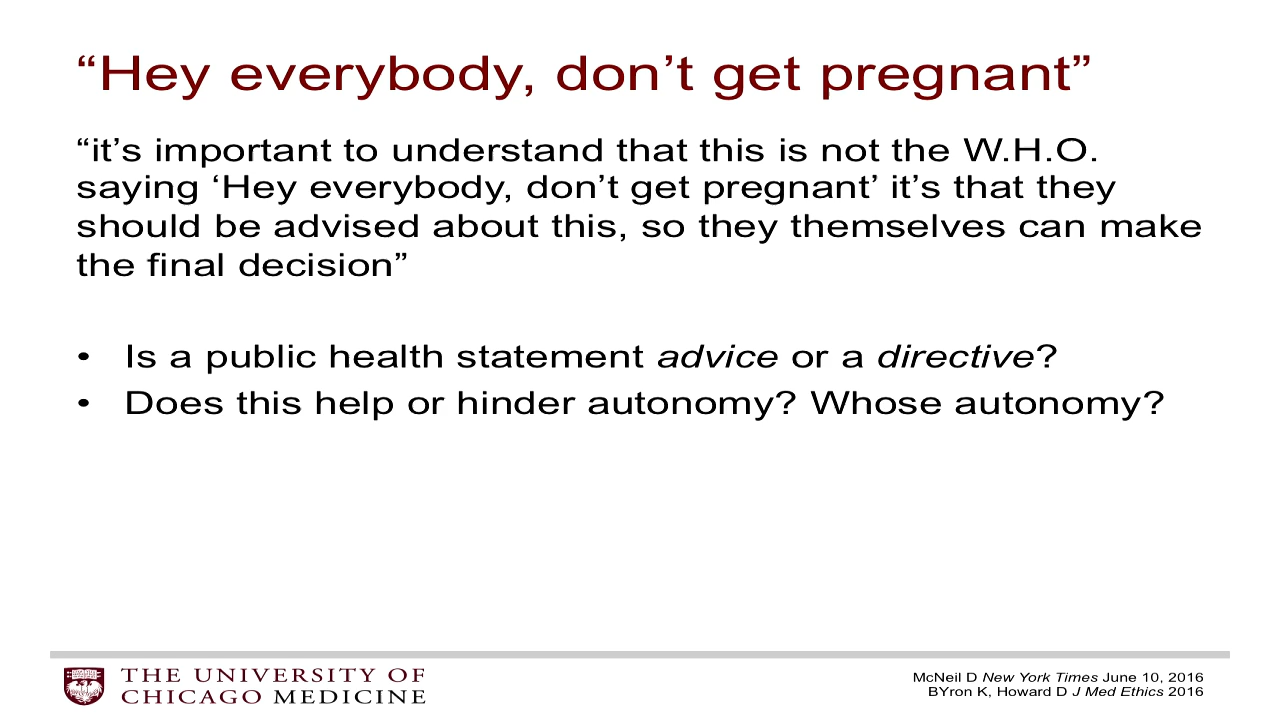 “Hey everybody, don’t get pregnant”
“it’s important to understand that this is not the W.H.O.
saying ‘Hey everybody, don’t get pregnant’ it’s that they
should be advised about this, so they themselves can make
the final decision”
• Is a public health statement advice or a directive?
• Does this help or hinder autonomy? Whose autonomy?
THE UNIVERSITY OF
CHICAGO MEDICINE
McNeil D New York Times June 10, 2016
BYron K, Howard D J Med Ethics 2016